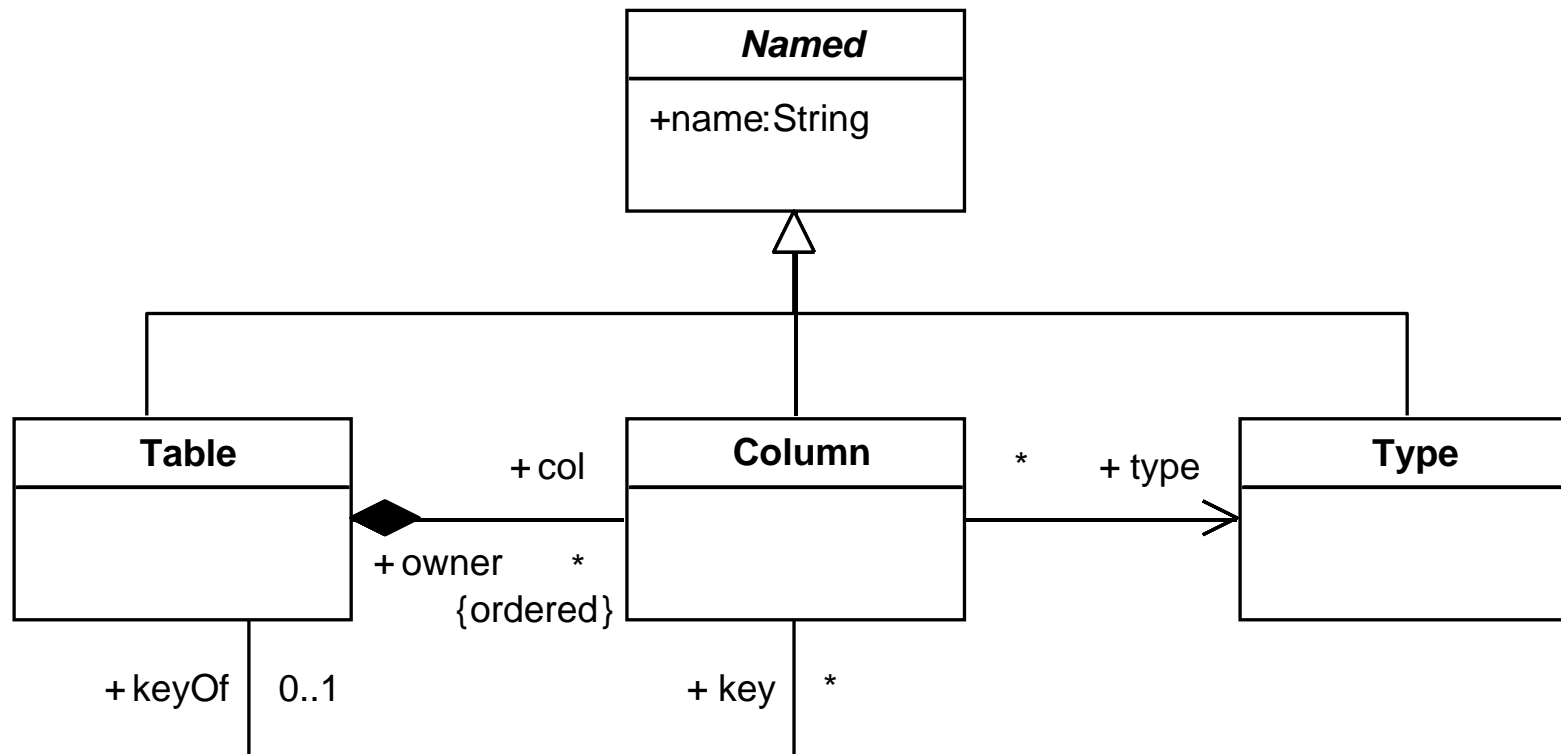 Named
+name:String
Table
Column
Type
+ col
* + type
+ owner *
{ordered}
+ keyOf 0..1
+ key *